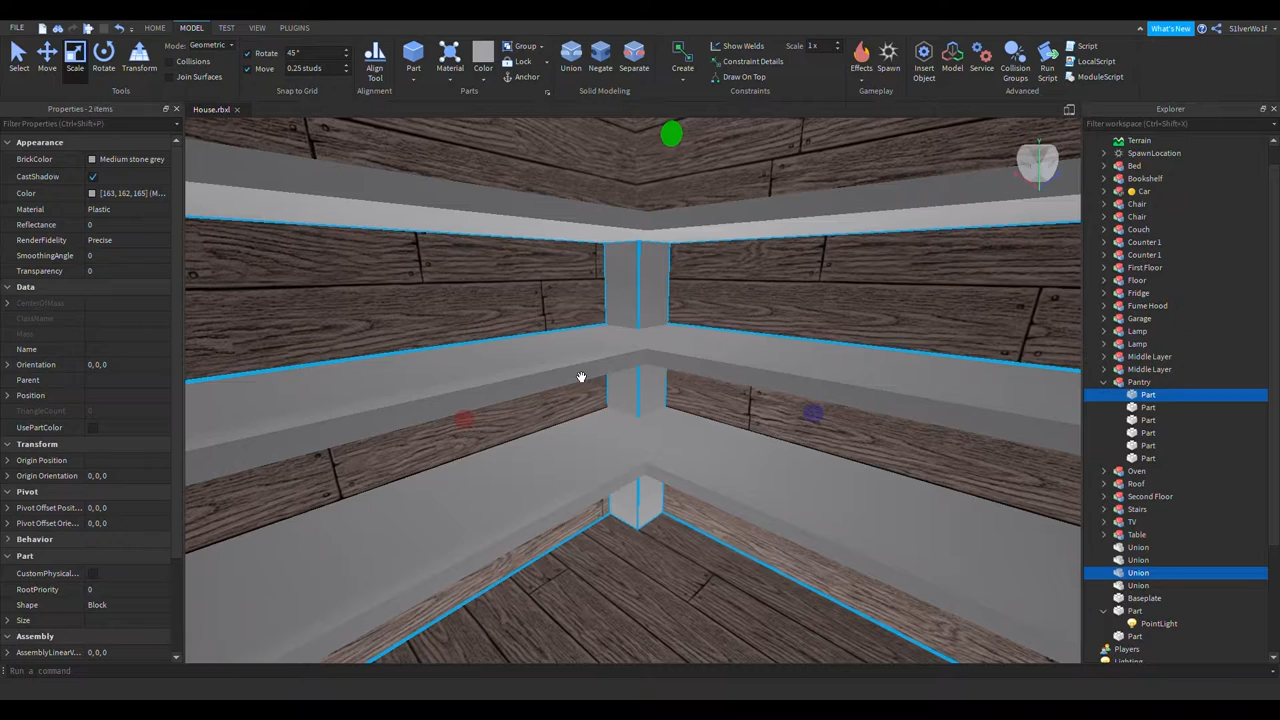 FILE HOME MODEL TEST VIEW PLUGINS What's New S1lverWo1f
Mode: Geometric Rotate 45° Group Show Welds Scale 1 x Script
Collisions Move 0.25 studs Lock Constraint Details LocalScript
Join Surfaces Anchor Draw On Top ModuleScript
Select Move Scale Rotate Transform Align Tool Part Material Color Union Negate Separate Create Effects Spawn Insert Object Model Service Collision Groups Run Script
Tools Snap to Grid Alignment Parts Solid Modeling Constraints Gameplay Advanced
Properties - 2 items
House.rbxl
Explorer
Filter Properties (Ctrl+Shift+P)
Filter workspace (Ctrl+Shift+X)
Appearance
BrickColor Medium stone grey
CastShadow
Color [163,162,165] (M...
Material Plastic
Reflectance 0
RenderFidelity Precise
SmoothingAngle 0
Transparency 0
Data
CenterOfMass
ClassName
Mass
Name
Orientation 0,0,0
Parent
Position
TriangleCount 0
UsePartColor
Transform
Origin Position
Origin Orientation 0,0,0
Pivot
Pivot Offset Posit... 0,0,0
Pivot Offset Orie... 0,0,0
Behavior
Part
CustomPhysical...
RootPriority 0
Shape Block
Size
Assembly
AssemblyLinearV... 0,0,0
Y
Terrain
SpawnLocation
Bed
Bookshelf
Car
Chair
Chair
Couch
Counter 1
Counter 1
First Floor
Floor
Fridge
Fume Hood
Garage
Lamp
Lamp
Middle Layer
Middle Layer
Pantry
Part
Part
Part
Part
Part
Part
Oven
Roof
Second Floor
Stairs
TV
Table
Union
Union
Union
Union
Baseplate
Part
PointLight
Part
Players
Lighting
Run a command